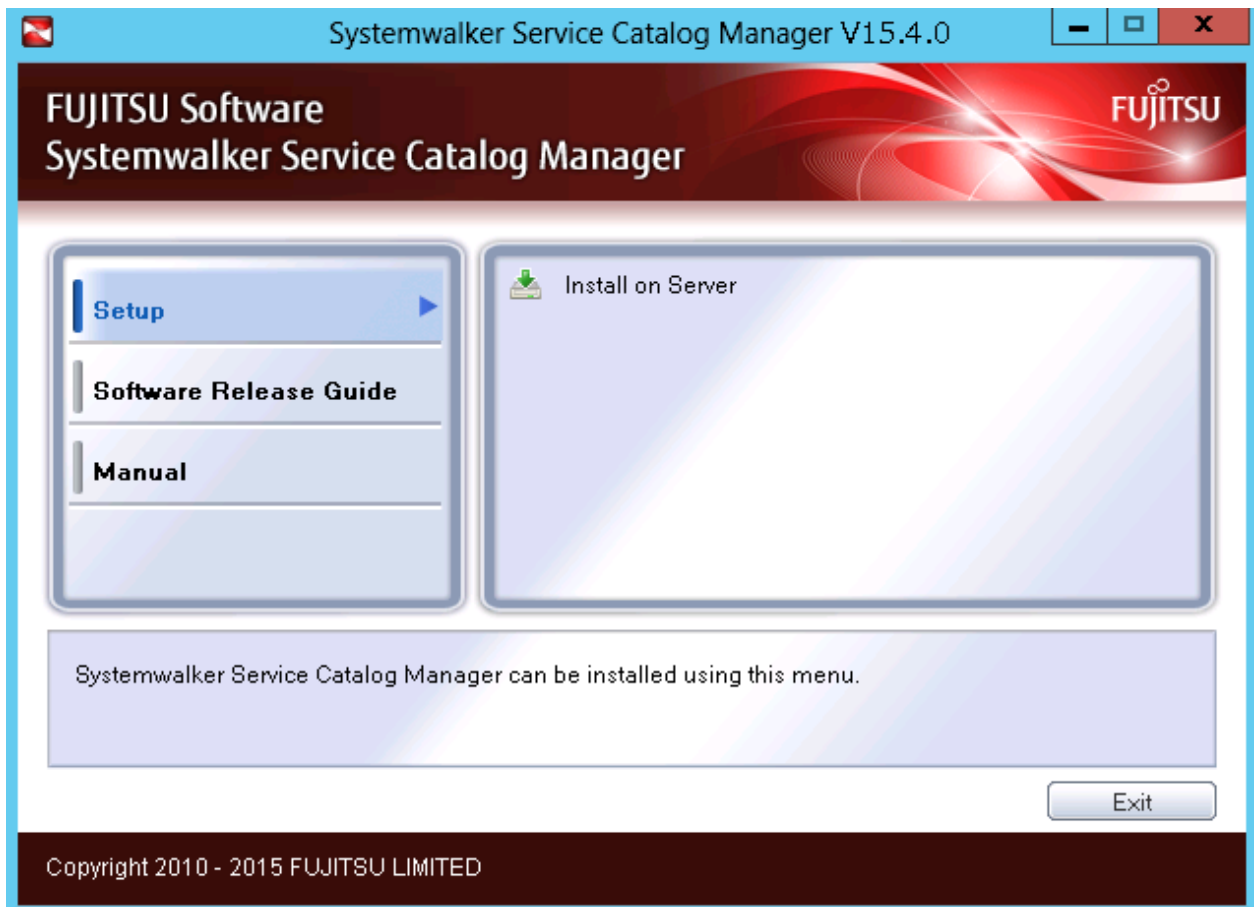 Systemwalker Service Catalog Manager V15.4.0
FUJITSU Software
Systemwalker Service Catalog Manager
FUJITSU
Setup
Software Release Guide
Manual
Install on Server
Systemwalker Service Catalog Manager can be installed using this menu.
Exit
Copyright 2010 - 2015 FUJITSU LIMITED